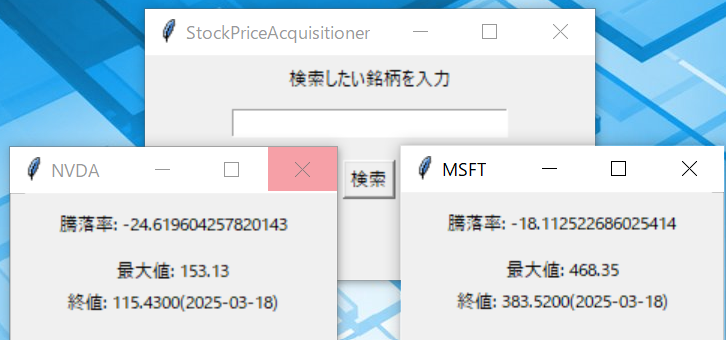 StockPriceAcquisitioner
検索したい銘柄を入力
検索
NVDA
騰落率: -24.619604257820143
最大値: 153.13
終値: 115.4300(2025-03-18)
MSFT
騰落率: -18.112522686025414
最大値: 468.35
終値: 383.5200(2025-03-18)